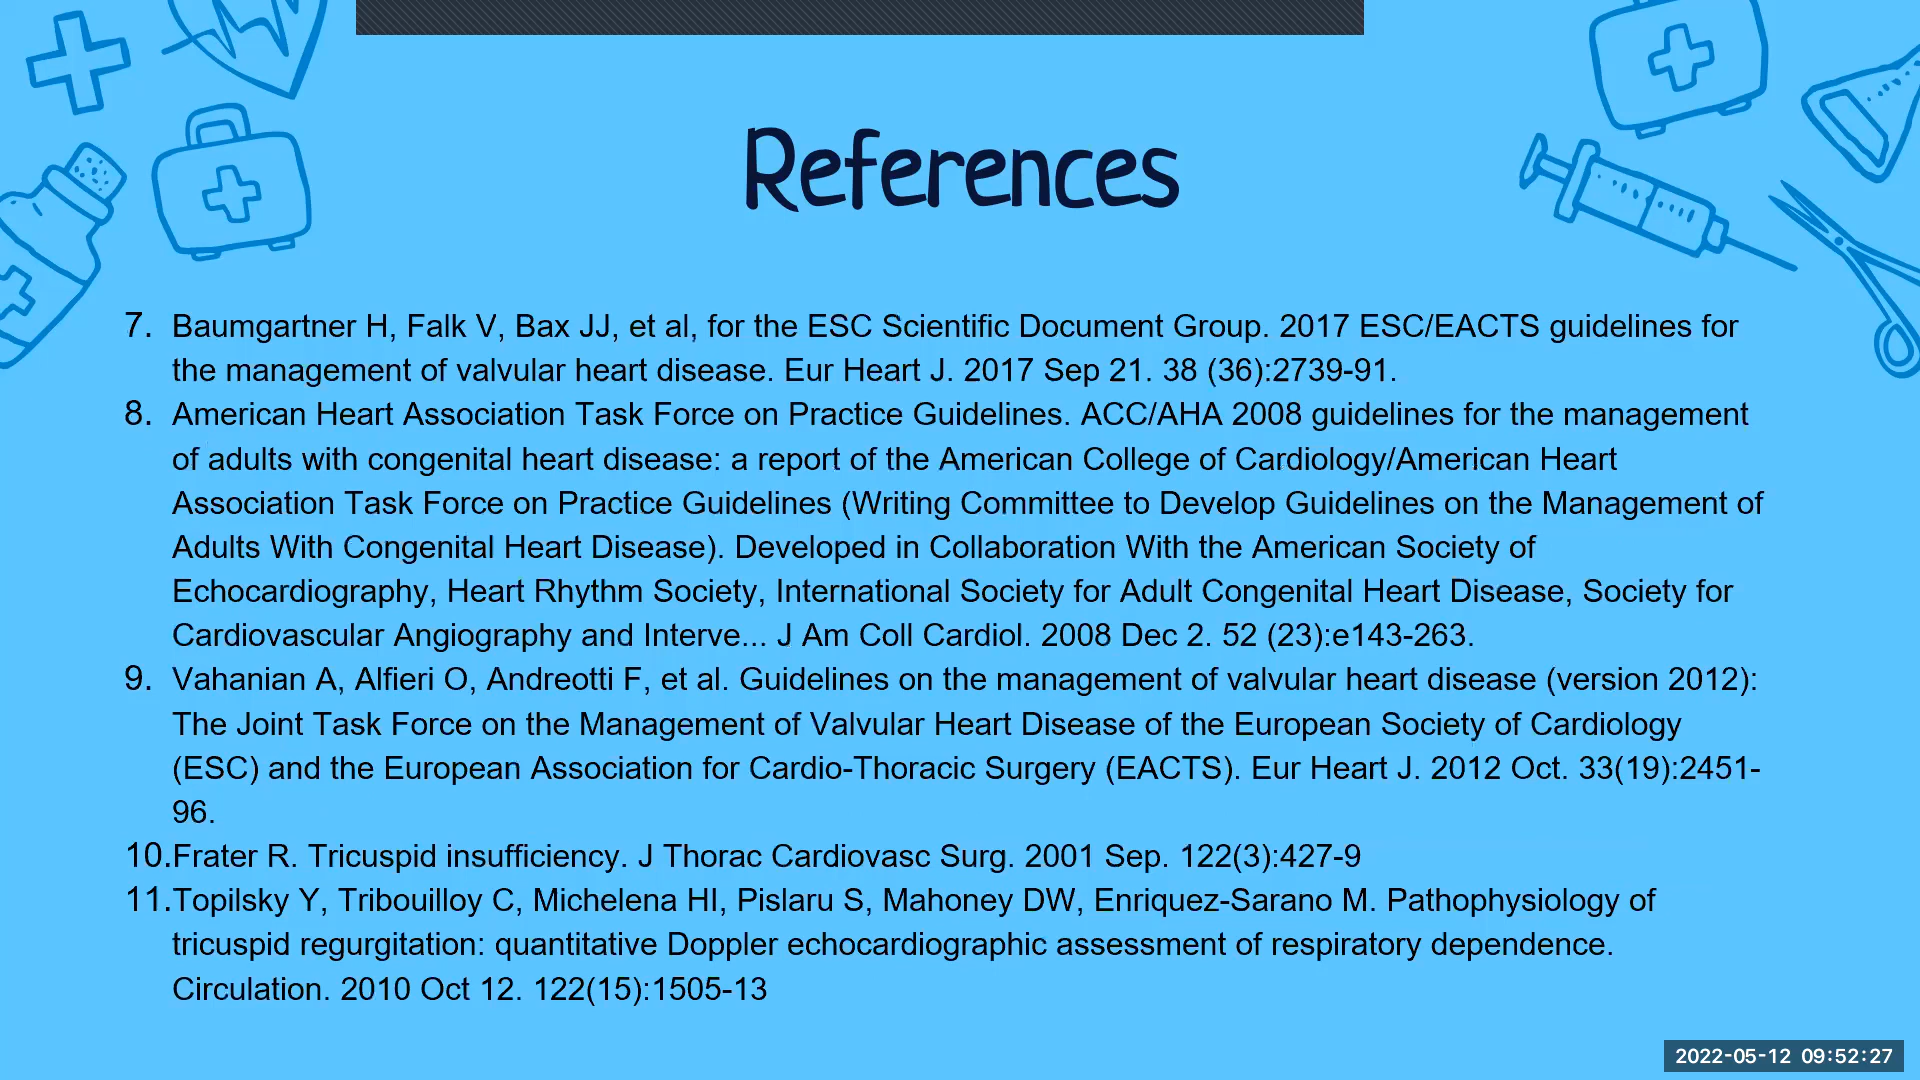 References
7. Baumgartner H, Falk V, Bax JJ, et al, for the ESC Scientific Document Group. 2017 ESC/EACTS guidelines for
the management of valvular heart disease. Eur Heart J. 2017 Sep 21. 38 (36):2739-91.
8. American Heart Association Task Force on Practice Guidelines. ACC/AHA 2008 guidelines for the management
of adults with congenital heart disease: a report of the American College of Cardiology/American Heart
Association Task Force on Practice Guidelines (Writing Committee to Develop Guidelines on the Management of
Adults With Congenital Heart Disease). Developed in Collaboration With the American Society of
Echocardiography, Heart Rhythm Society, International Society for Adult Congenital Heart Disease, Society for
Cardiovascular Angiography and Interve... J Am Coll Cardiol. 2008 Dec 2. 52 (23):e143-263.
9. Vahanian A, Alfieri O, Andreotti F, et al. Guidelines on the management of valvular heart disease (version 2012):
The Joint Task Force on the Management of Valvular Heart Disease of the European Society of Cardiology
(ESC) and the European Association for Cardio-Thoracic Surgery (EACTS). Eur Heart J. 2012 Oct. 33(19):2451-
96.
10.Frater R. Tricuspid insufficiency. J Thorac Cardiovasc Surg. 2001 Sep. 122(3):427-9
11.Topilsky Y, Tribouilloy C, Michelena HI, Pislaru S, Mahoney DW, Enriquez-Sarano M. Pathophysiology of
tricuspid regurgitation: quantitative Doppler echocardiographic assessment of respiratory dependence.
Circulation. 2010 Oct 12. 122(15):1505-13
2022-05-12 09:52:27